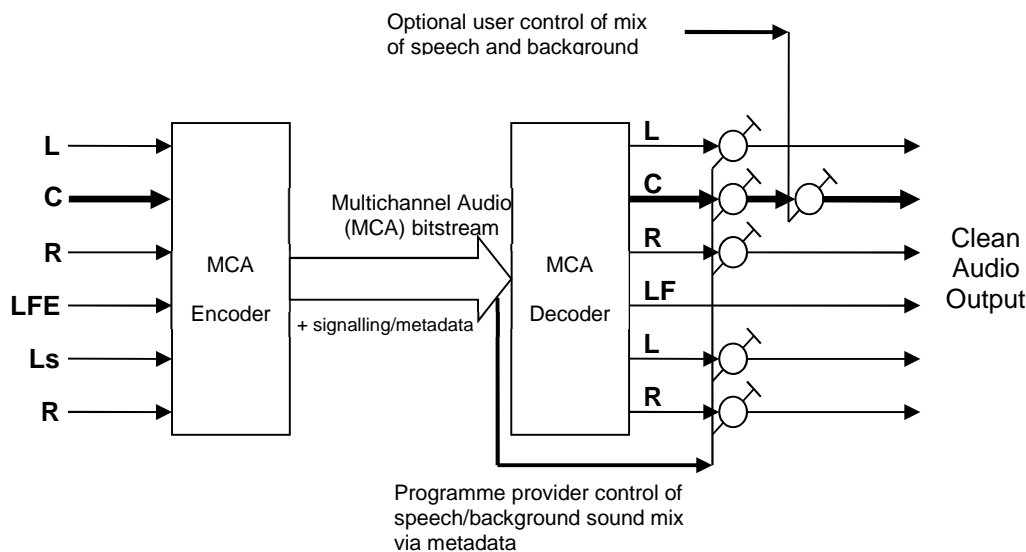 Optional user control of mix
of speech and background
L
C
R
LFE
Ls
R
MCA
Encoder
Multichannel Audio
(MCA) bitstream
+ signalling/metadata
MCA
Decoder
L
C
R
LF
L
R
Clean
Audio
Output
Programme provider control of
speech/background sound mix
via metadata